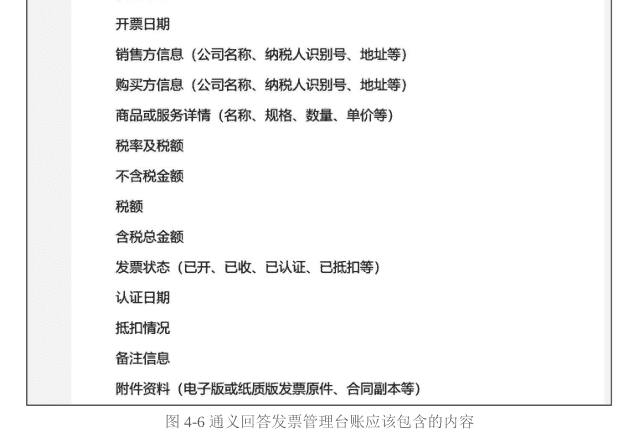 开票日期
销售方信息（公司名称、纳税人识别号、地址等）
购买方信息（公司名称、纳税人识别号、地址等）
商品或服务详情（名称、规格、数量、单价等）
税率及税额
不含税金额
税额
含税总金额
发票状态（已开、已收、已认证、已抵扣等）
认证日期
抵扣情况
备注信息
附件资料（电子版或纸质版发票原件、合同副本等）
图 4-6 通义回答发票管理台账应该包含的内容